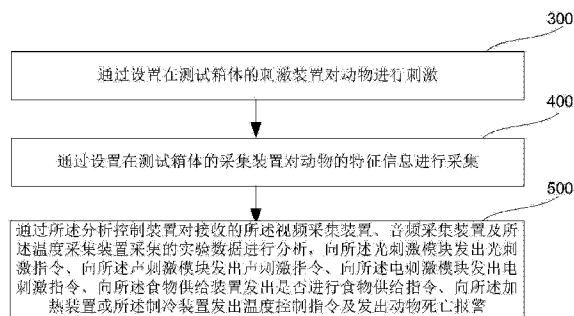 300
通过设置在测试箱体的刺激装置对动物进行刺激
400
通过设置在测试箱体的采集装置对动物的特征信息进行采集
500
通过所述分析控制装置对接收的所述视频采集装置、音频采集装置及所
述温度采集装置采集的实验数据进行分析，向所述光刺激模块发出光刺
激指令、向所述声刺激模块发出声刺激指令、向所述电刺激模块发出电
刺激指令、向所述食物供给装置发出是否进行食物供给指令、向所述加
热装置或所述制冷装置发出温度控制指令及发出动物死亡报警